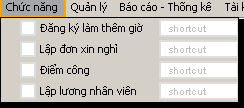 Chức năng Quản lý Báo cáo - Thống kê Tài
Đăng ký làm thêm giờ shortcut
Lập đơn xin nghỉ shortcut
Điểm công shortcut
Lập lương nhân viên shortcut